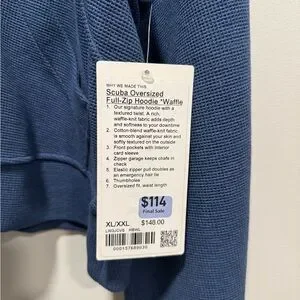 WHY WE MADE THIS
Scuba Oversized
Full-Zip Hoodie *Waffle
1. Our signature hoodie with a
textured twist. A rich,
waffle-knit fabric adds depth
and softness to your downtime
2. Cotton-blend waffle-knit fabric
is smooth against your skin and
softly textured on the outside
3. Front pockets with interior
card sleeve
4. Zipper garage keeps chafe in
check
5. Elastic zipper pull doubles as
an emergency hair tie
6. Thumbholes
7. Oversized fit, waist length
$114
Final Sale
XL/XXL
$148.00